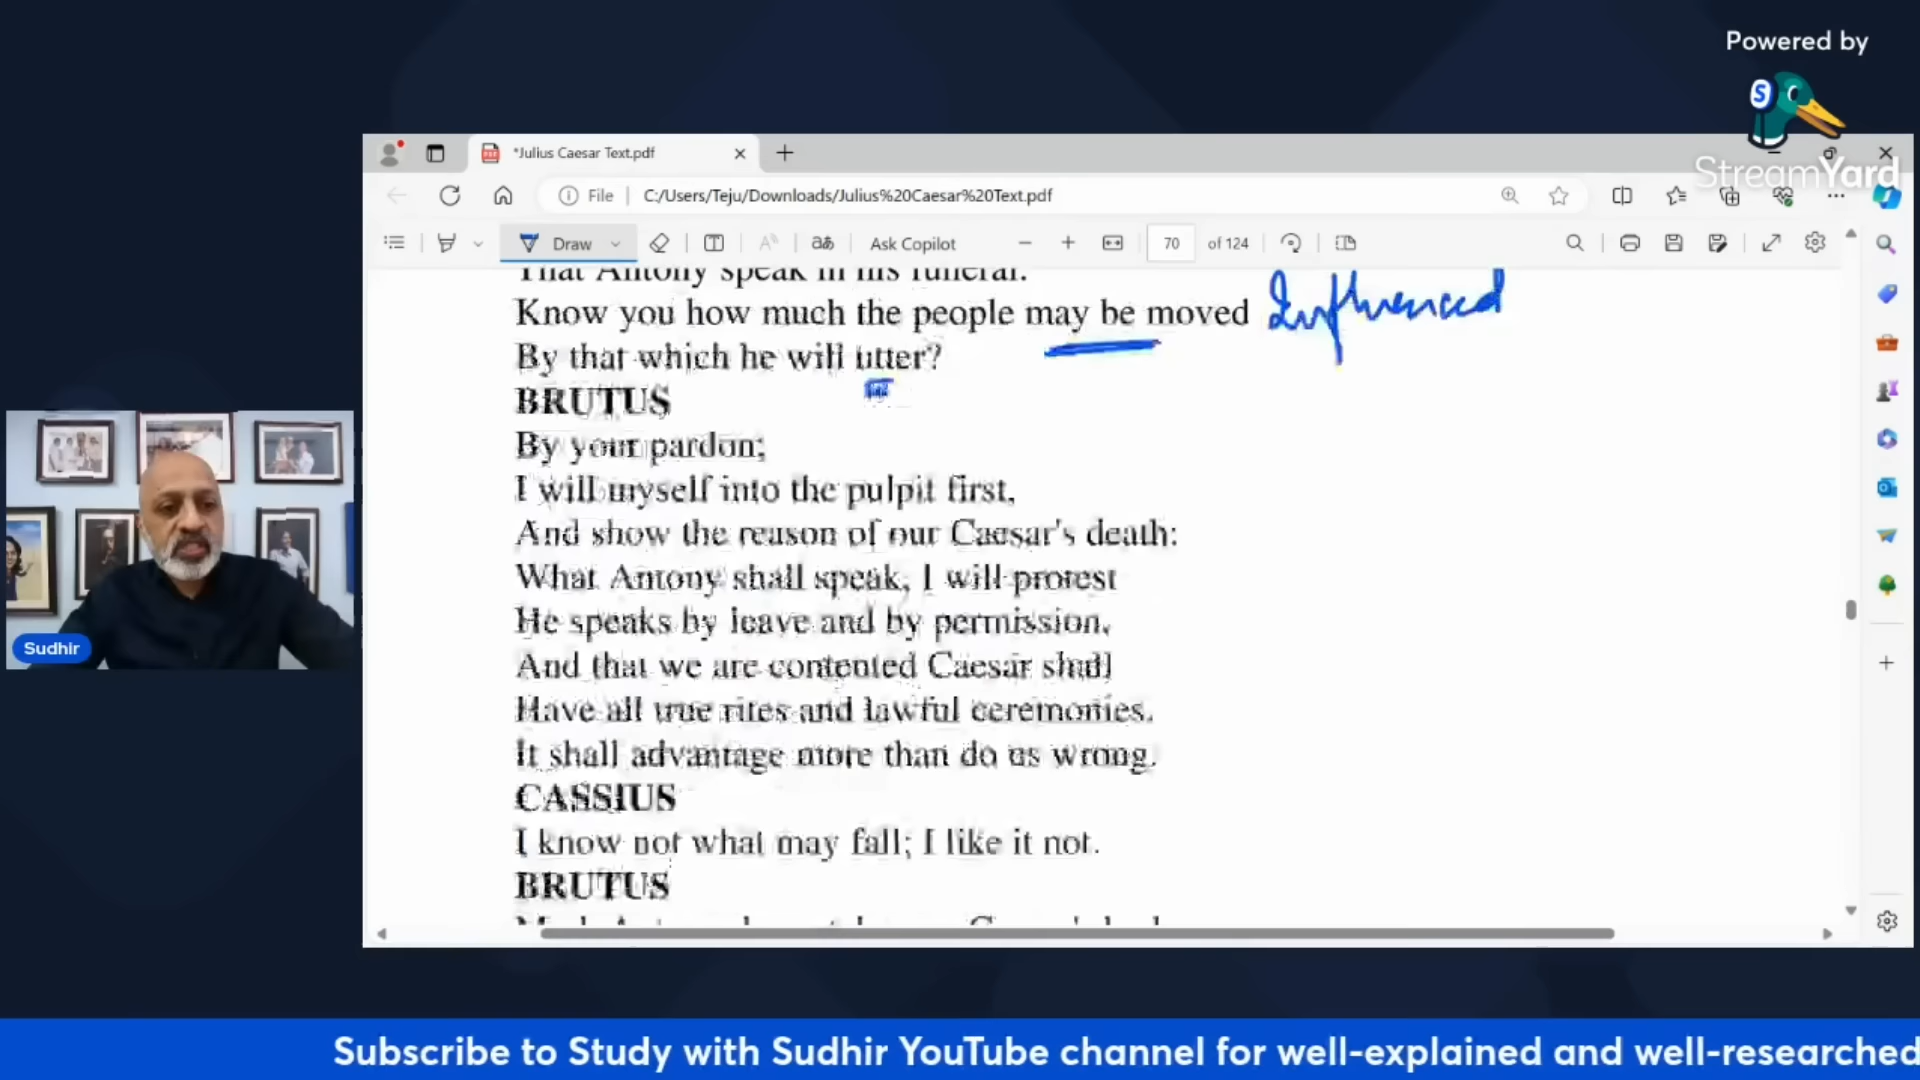 Powered by
StreamYard
*Julius Caesar Text.pdf
File
C:/Users/Teju/Downloads/Julius%20Caesar%20Text.pdf
Draw
Ask Copilot
70 of 124
That Antony speak in his funeral.
Know you how much the people may be moved Influenced
By that which he will utter?
BRUTUS
By your pardon;
I will myself into the pulpit first,
And show the reason of our Caesar's death:
What Antony shall speak, I will protest
He speaks by leave and by permission,
And that we are contented Caesar shall
Have all true rites and lawful ceremonies.
It shall advantage more than do us wrong.
CASSIUS
I know not what may fall; I like it not.
BRUTUS
Sudhir
Subscribe to Study with Sudhir YouTube channel for well-explained and well-researched